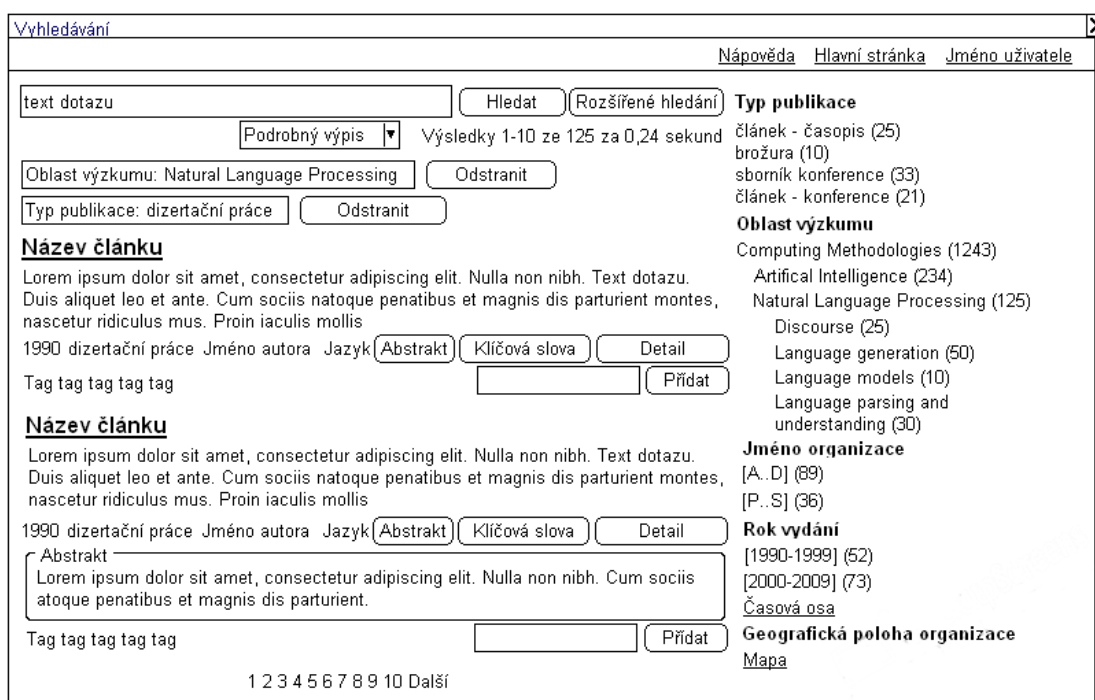 Vyhledávání
Nápověda Hlavní stránka Jméno uživatele
text dotazu Hledat Rozšířené hledání
Podrobný výpis Výsledky 1-10 ze 125 za 0,24 sekund
Oblast výzkumu: Natural Language Processing Odstranit
Typ publikace: dizertační práce Odstranit
Název článku
Lorem ipsum dolor sit amet, consectetur adipiscing elit. Nulla non nibh. Text dotazu.
Duis aliquet leo et ante. Cum sociis natoque penatibus et magnis dis parturient montes,
nascetur ridiculus mus. Proin iaculis mollis
1990 dizertační práce Jméno autora Jazyk Abstrakt Klíčová slova Detail
Tag tag tag tag tag Přídat
Název článku
Lorem ipsum dolor sit amet, consectetur adipiscing elit. Nulla non nibh. Text dotazu.
Duis aliquet leo et ante. Cum sociis natoque penatibus et magnis dis parturient montes,
nascetur ridiculus mus. Proin iaculis mollis
1990 dizertační práce Jméno autora Jazyk Abstrakt Klíčová slova Detail
Abstrakt
Lorem ipsum dolor sit amet, consectetur adipiscing elit. Nulla non nibh. Cum sociis
atoque penatibus et magnis dis parturient.
Tag tag tag tag tag Přídat
1 2 3 4 5 6 7 8 9 10 Další
Typ publikace
článek - časopis (25)
brožura (10)
sborník konference (33)
článek - konference (21)
Oblast výzkumu
Computing Methodologies (1243)
Artifical Intelligence (234)
Natural Language Processing (125)
Discourse (25)
Language generation (50)
Language models (10)
Language parsing and
understanding (30)
Jméno organizace
[A..D] (89)
[P..S] (36)
Rok vydání
[1990-1999] (52)
[2000-2009] (73)
Časová osa
Geografická poloha organizace
Mapa